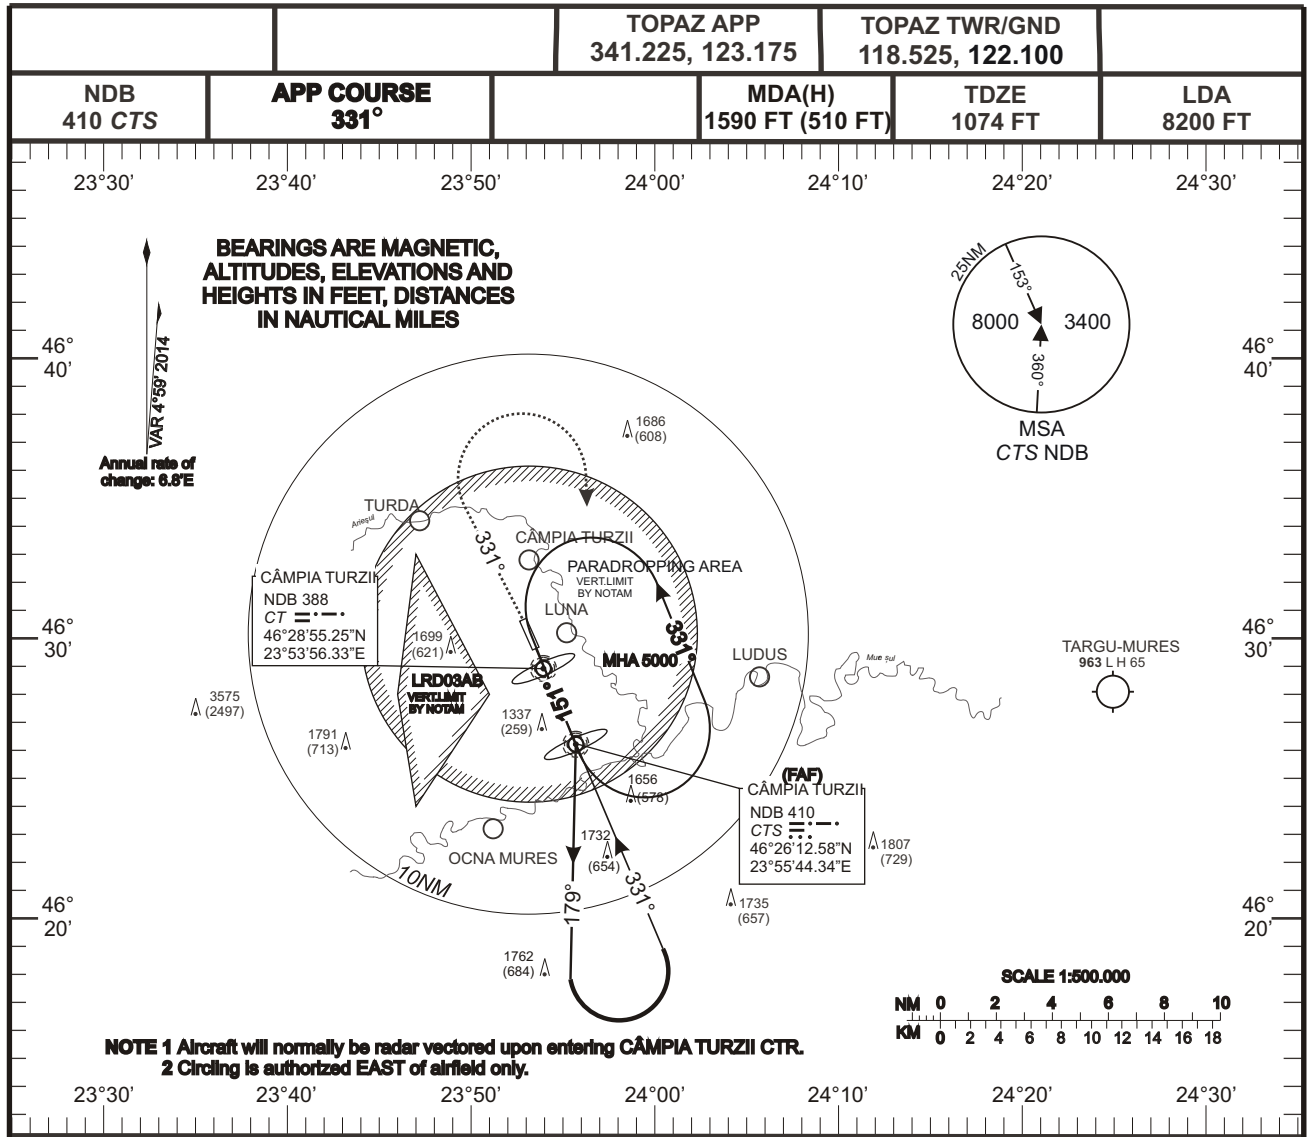 TOPAZ APP
341.225, 123.175
TOPAZ TWR/GND
118.525, 122.100
NDB
410 CTS
APP COURSE
331°
MDA(H)
1590 FT (510 FT)
TDZE
1074 FT
LDA
8200 FT
23°30’ 23°40’ 23°50’ 24°00’ 24°10’ 24°20’ 24°30’
BEARINGS ARE MAGNETIC,
ALTITUDES, ELEVATIONS AND
HEIGHTS IN FEET, DISTANCES
IN NAUTICAL MILES
25NM
153°
8000 3400
360°
MSA
CTS NDB
46°
40’
46°
40’
VAR 4°59’ 2014
Annual rate of
change: 6.8’E
1686
(608)
TURDA
Arieşul
331°
CÂMPIA TURZII
PARADROPPING AREA
VERT.LIMIT
BY NOTAM
CÂMPIA TURZII
NDB 388
CT
46°28’55.25”N
23°53’56.33”E
LUNA
1699
(621)
331°
MHA 5000
LUDUS
Mureşul
46°
30’
46°
30’
TARGU-MURES
963 L H 65
LRD03AB
VERT.LIMIT
BY NOTAM
151°
3575
(2497)
1791
(713)
1337
(259)
1656
(578)
(FAF)
CÂMPIA TURZII
NDB 410
CTS
46°26’12.58”N
23°55’44.34”E
1732
(654)
1807
(729)
OCNA MURES
10NM
179°
331°
1735
(657)
46°
20’
46°
20’
1762
(684)
SCALE 1:500.000
NM 0 2 4 6 8 10
KM 0 2 4 6 8 10 12 14 16 18
NOTE 1 Aircraft will normally be radar vectored upon entering CÂMPIA TURZII CTR.
2 Circling is authorized EAST of airfield only.
23°30’ 23°40’ 23°50’ 24°00’ 24°10’ 24°20’ 24°30’